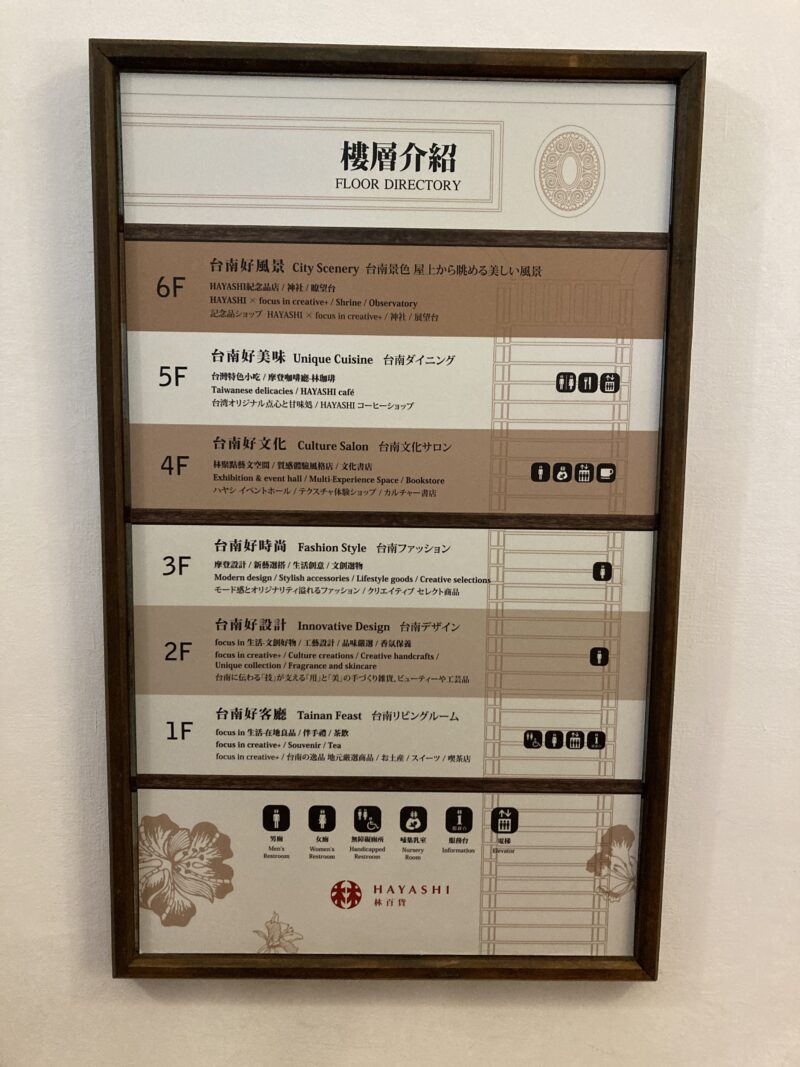 樓層介紹
FLOOR DIRECTORY
6F
台南好風景 City Scenery 台南景色 屋上から眺める美しい風景
HAYASHI紀念品店 / 神社 / 瞭望台
HAYASHI × focus in creative+ / Shrine / Observatory
記念品ショップ HAYASHI × focus in creative+ / 神社 / 展望台
5F
台南好美味 Unique Cuisine 台南ダイニング
台灣特色小吃 / 摩登咖啡廳-林珈琲
Taiwanese delicacies / HAYASHI café
台湾オリジナル点心と甘味処 / HAYASHI コーヒーショップ
4F
台南好文化 Culture Salon 台南文化サロン
林聚點藝文空間 / 質感體驗風格店 / 文化書店
Exhibition & event hall / Multi-Experience Space / Bookstore
ハヤシ イベントホール / テクスチャ体験ショップ / カルチャー書店
3F
台南好時尚 Fashion Style 台南ファッション
摩登設計 / 新藝選搭 / 生活創意 / 文創選物
Modern design / Stylish accessories / Lifestyle goods / Creative selections
モード感とオリジナリティ溢れるファッション / クリエイティブ セレクト商品
2F
台南好設計 Innovative Design 台南デザイン
focus in 生活-文創好物 / 工藝設計 / 品味嚴選 / 香氛保養
focus in creative+ / Culture creations / Creative handcrafts /
Unique collection / Fragrance and skincare
台南に伝わる「技」が支える「用」と「美」の手づくり雑貨、ビューティーや工芸品
1F
台南好客廳 Tainan Feast 台南リビングルーム
focus in 生活-在地良品 / 伴手禮 / 茶飲
focus in creative+ / Souvenir / Tea
focus in creative+ / 台南の逸品 地元厳選商品 / お土産 / スイーツ / 喫茶店
男廁
Men's
Restroom
女廁
Women's
Restroom
無障礙廁所
Handicapped
Restroom
哺集乳室
Nursery
Room
服務台
Information
電梯
Elevator
林 HAYASHI
林百貨